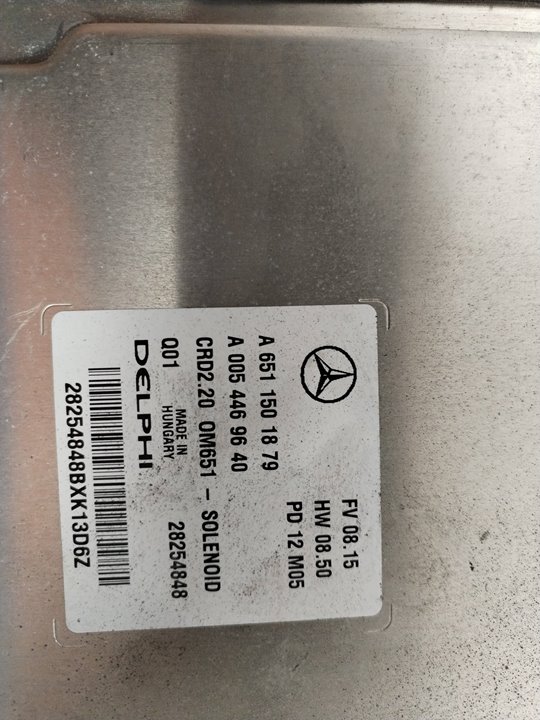 FV 08.15
HW 08.50
PD 12 M05
A 651 150 18 79
A 005 446 96 40
CRD2.20 OM651 - SOLENOID
Q01 MADE IN HUNGARY 28254848
DELPHI
28254848BXK13D6Z